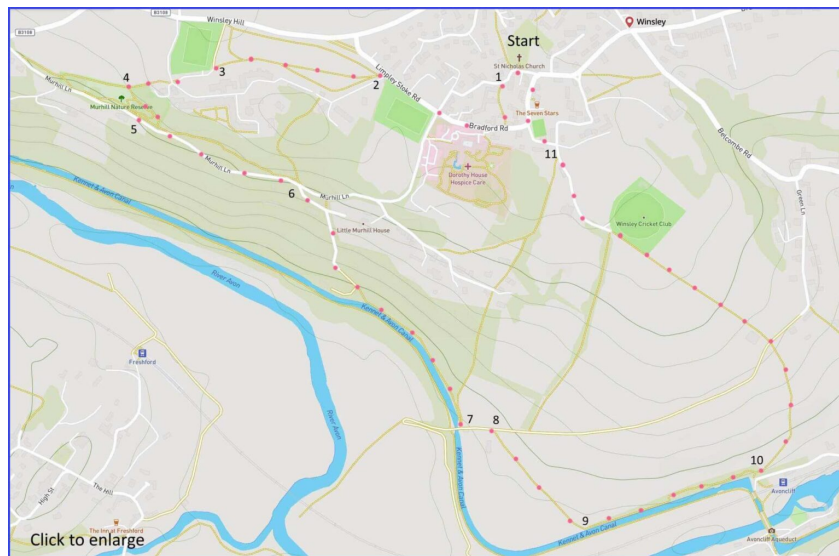 B3108
Winsley Hill
Winsley
Start
St Nicholas Church
B3108
3
4
2
1
Limpley Stoke Rd
Murhill Ln
Murhill Nature Reserve
The Seven Stars
5
Bradford Rd
11
Belcombe Rd
Murhill Ln
Dorothy House
Hospice Care
Kennet & Avon Canal
6
Murhill Ln
Green Ln
Little Murhill House
Winsley Cricket Club
River Avon
Kennet & Avon Canal
Freshford
River Avon
7
8
Kennet & Avon Canal
10
High St
The Hill
Avoncliff
9
The Inn at Freshford
Kennet & Avon Canal
Avoncliff Aqueduct
Click to enlarge